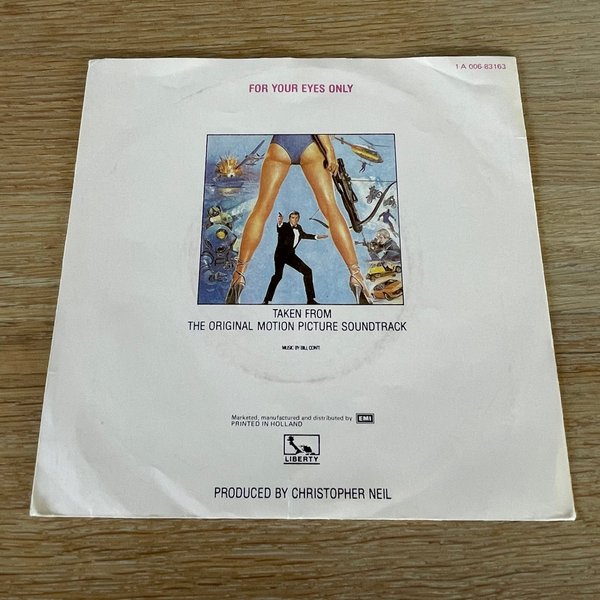 1 A 006-83163
FOR YOUR EYES ONLY
TAKEN FROM
THE ORIGINAL MOTION PICTURE SOUNDTRACK
MUSIC BY BILL CONTI
Marketed, manufactured and distributed by EMI
PRINTED IN HOLLAND
LIBERTY
PRODUCED BY CHRISTOPHER NEIL